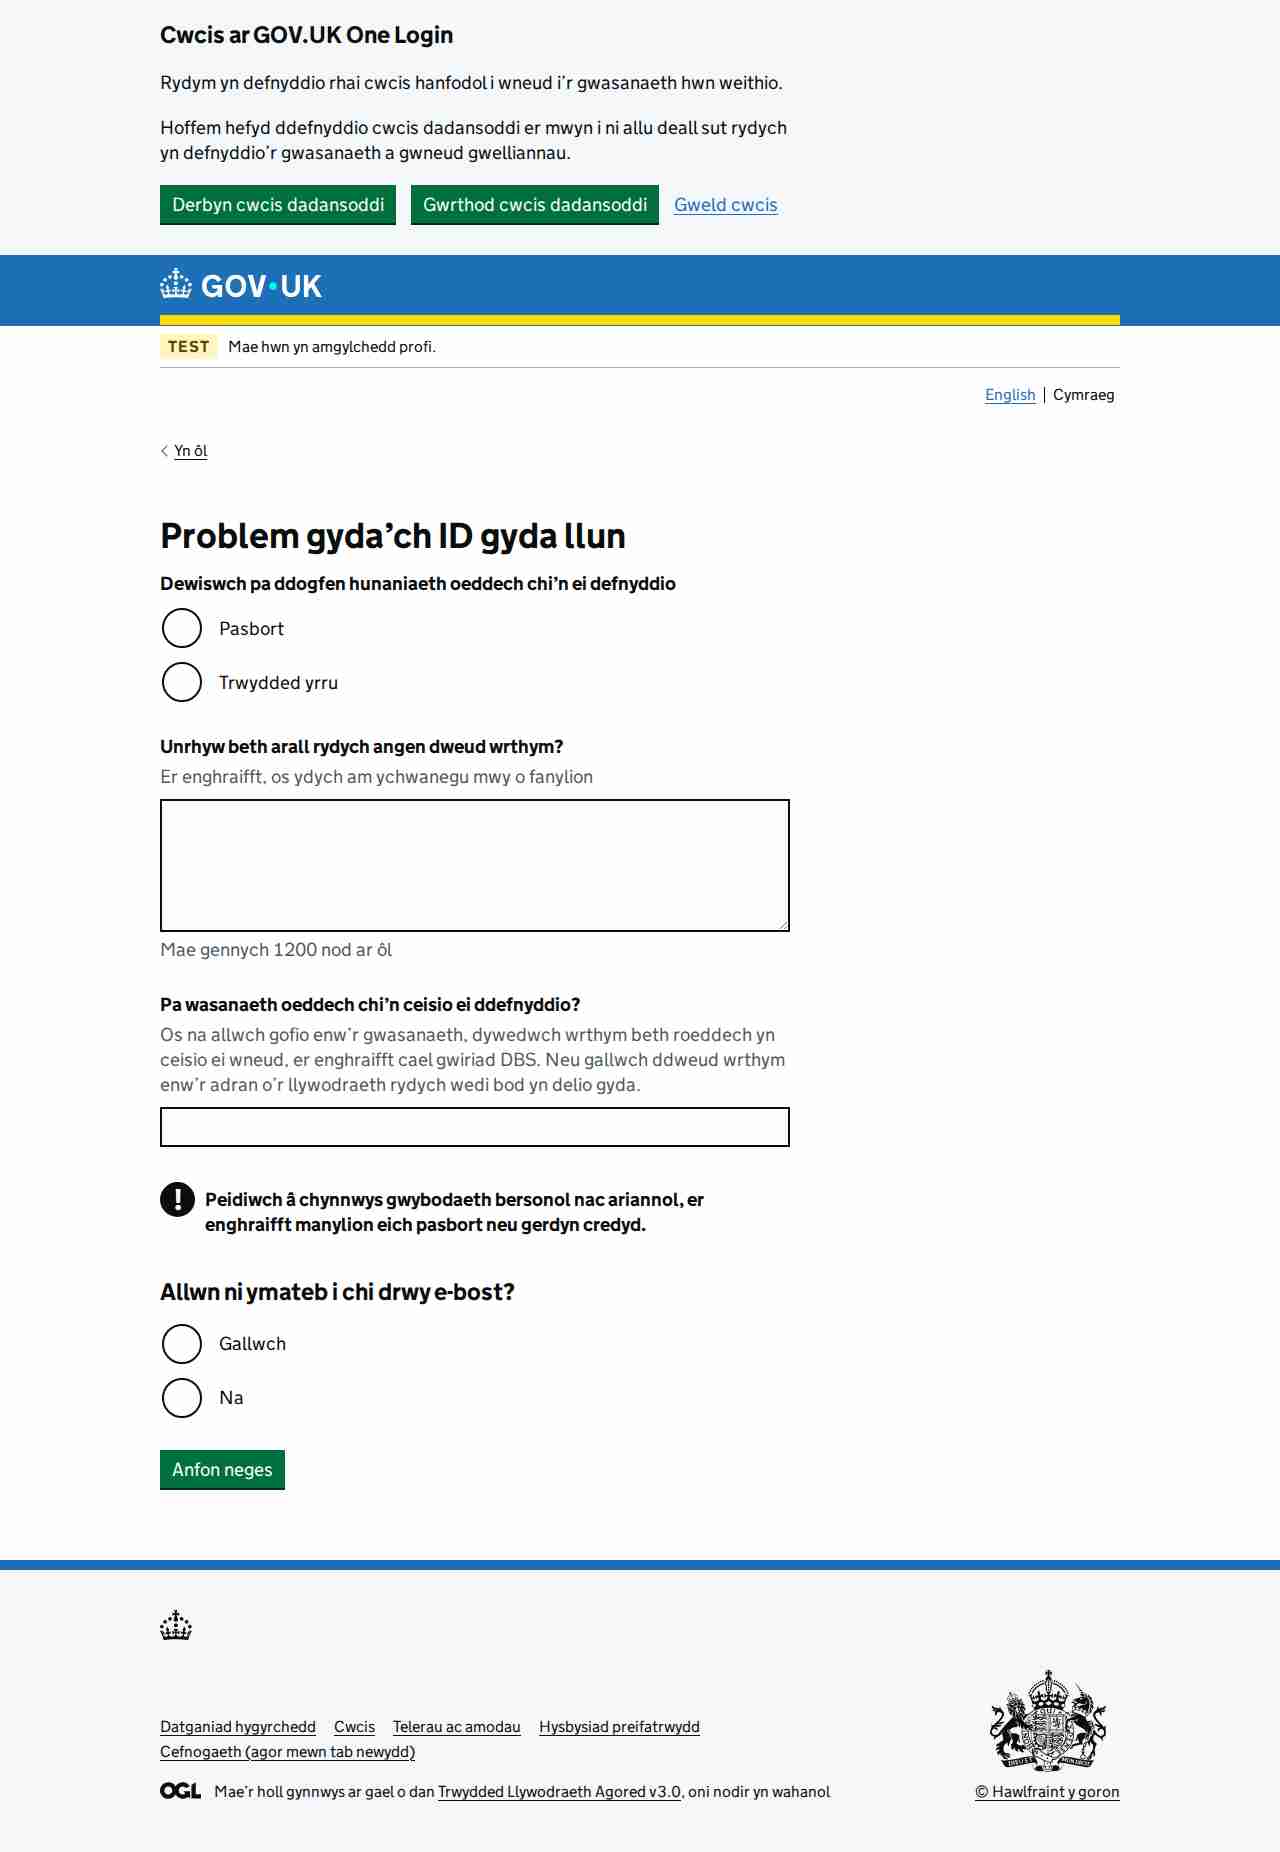 Cwcis ar GOV.UK One Login
Rydym yn defnyddio rhai cwcis hanfodol i wneud i’r gwasanaeth hwn weithio.
Hoffem hefyd ddefnyddio cwcis dadansoddi er mwyn i ni allu deall sut rydych
yn defnyddio’r gwasanaeth a gwneud gwelliannau.
Derbyn cwcis dadansoddi Gwrthod cwcis dadansoddi Gweld cwcis
GOV·UK
TEST Mae hwn yn amgylchedd profi.
English Cymraeg
Yn ôl
Problem gyda’ch ID gyda llun
Dewiswch pa ddogfen hunaniaeth oeddech chi’n ei defnyddio
Pasbort
Trwydded yrru
Unrhyw beth arall rydych angen dweud wrthym?
Er enghraifft, os ydych am ychwanegu mwy o fanylion
Mae gennych 1200 nod ar ôl
Pa wasanaeth oeddech chi’n ceisio ei ddefnyddio?
Os na allwch gofio enw’r gwasanaeth, dywedwch wrthym beth roeddech yn
ceisio ei wneud, er enghraifft cael gwiriad DBS. Neu gallwch ddweud wrthym
enw’r adran o’r llywodraeth rydych wedi bod yn delio gyda.
! Peidiwch â chynnwys gwybodaeth bersonol nac ariannol, er
enghraifft manylion eich pasbort neu gerdyn credyd.
Allwn ni ymateb i chi drwy e-bost?
Gallwch
Na
Anfon neges
Datganiad hygyrchedd Cwcis Telerau ac amodau Hysbysiad preifatrwydd
Cefnogaeth (agor mewn tab newydd)
OGL Mae’r holl gynnwys ar gael o dan Trwydded Llywodraeth Agored v3.0, oni nodir yn wahanol
© Hawlfraint y goron